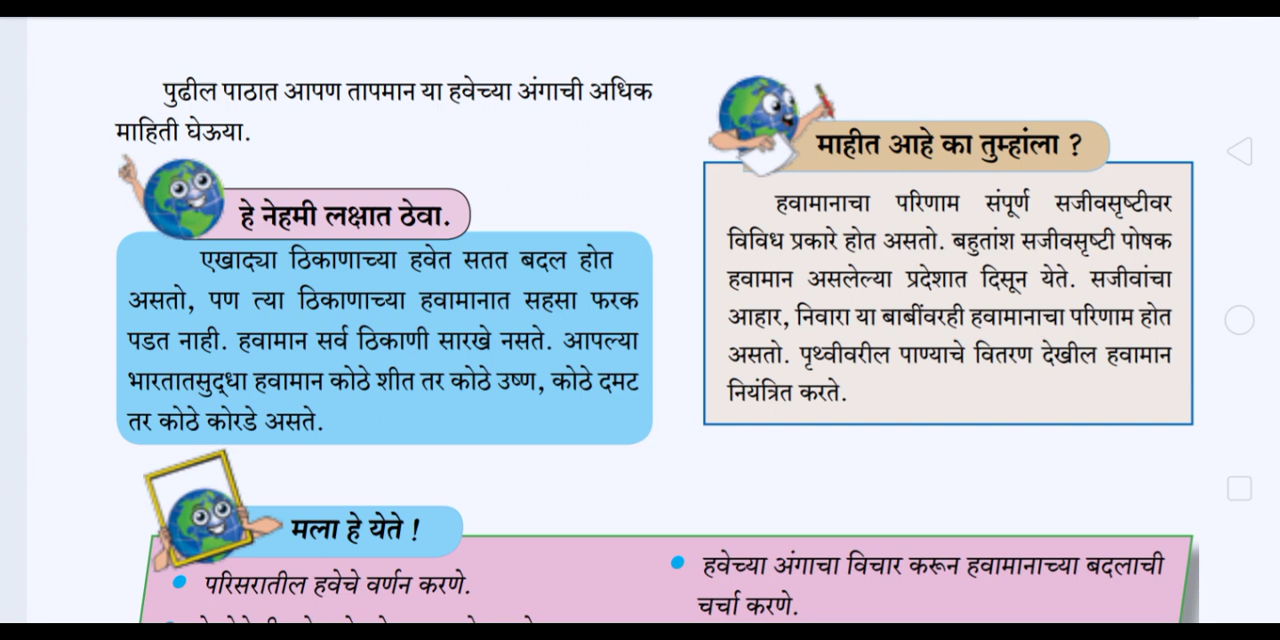 पुढील पाठात आपण तापमान या हवेच्या अंगाची अधिक
माहिती घेऊया.
हे नेहमी लक्षात ठेवा.
एखाद्या ठिकाणाच्या हवेत सतत बदल होत
असतो, पण त्या ठिकाणाच्या हवामानात सहसा फरक
पडत नाही. हवामान सर्व ठिकाणी सारखे नसते. आपल्या
भारतातसुद्धा हवामान कोठे शीत तर कोठे उष्ण, कोठे दमट
तर कोठे कोरडे असते.
माहीत आहे का तुम्हांला ?
हवामानाचा परिणाम संपूर्ण सजीवसृष्टीवर
विविध प्रकारे होत असतो. बहुतांश सजीवसृष्टी पोषक
हवामान असलेल्या प्रदेशात दिसून येते. सजीवांचा
आहार, निवारा या बाबींवरही हवामानाचा परिणाम होत
असतो. पृथ्वीवरील पाण्याचे वितरण देखील हवामान
नियंत्रित करते.
मला हे येते !
परिसरातील हवेचे वर्णन करणे.
हवेच्या अंगाचा विचार करून हवामानाच्या बदलाची
चर्चा करणे.